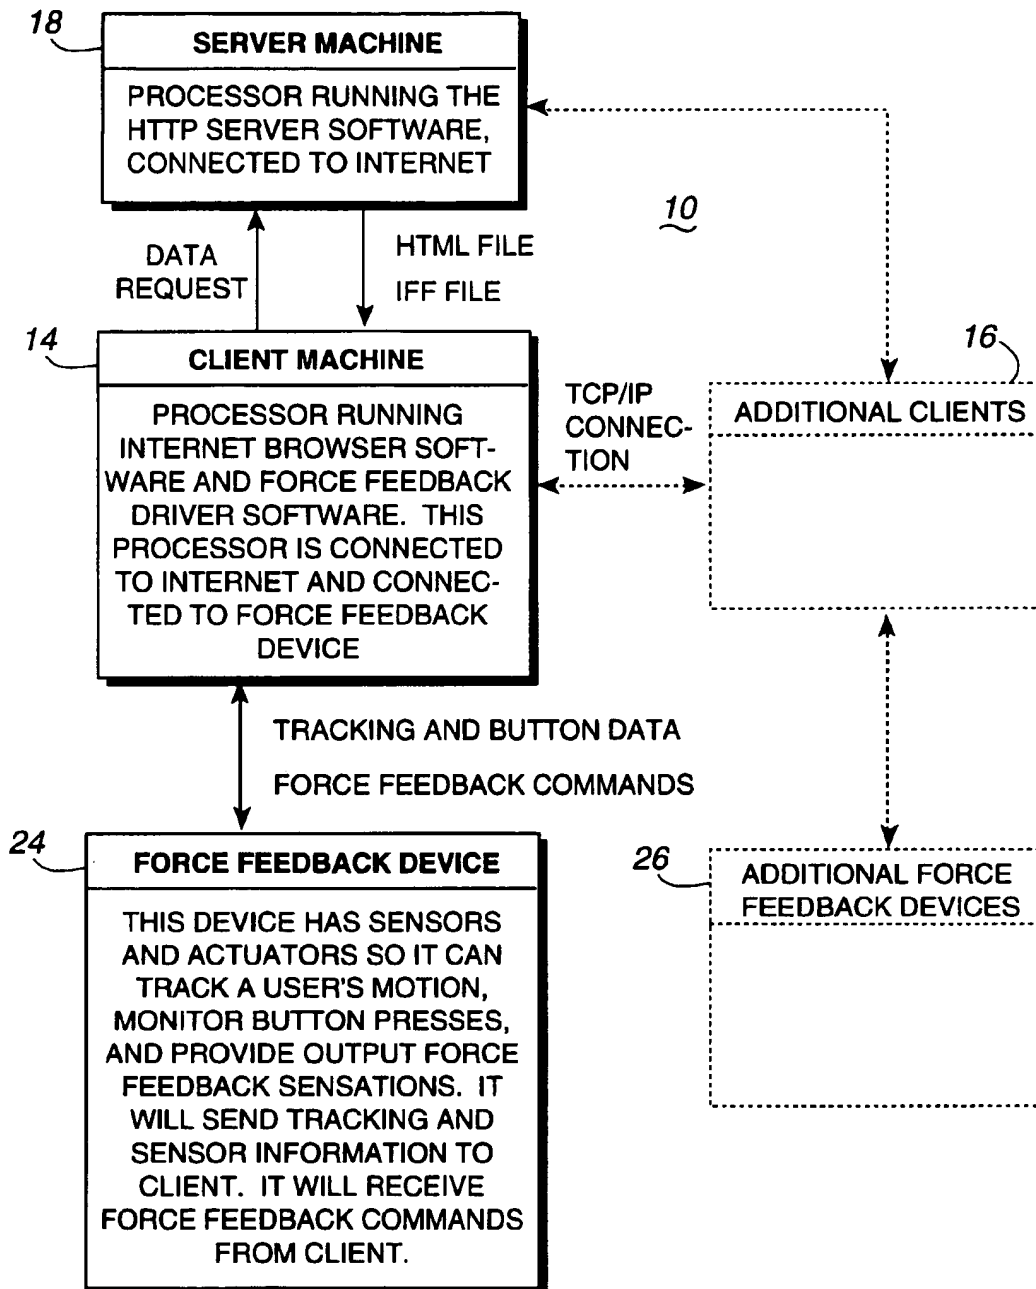 18
SERVER MACHINE
PROCESSOR RUNNING THE
HTTP SERVER SOFTWARE,
CONNECTED TO INTERNET
10
DATA
REQUEST
HTML FILE
IFF FILE
14
CLIENT MACHINE
PROCESSOR RUNNING
INTERNET BROWSER SOFT-
WARE AND FORCE FEEDBACK
DRIVER SOFTWARE. THIS
PROCESSOR IS CONNECTED
TO INTERNET AND CONNEC-
TED TO FORCE FEEDBACK
DEVICE
TCP/IP
CONNEC-
TION
16
ADDITIONAL CLIENTS
TRACKING AND BUTTON DATA
FORCE FEEDBACK COMMANDS
24
FORCE FEEDBACK DEVICE
THIS DEVICE HAS SENSORS
AND ACTUATORS SO IT CAN
TRACK A USER'S MOTION,
MONITOR BUTTON PRESSES,
AND PROVIDE OUTPUT FORCE
FEEDBACK SENSATIONS. IT
WILL SEND TRACKING AND
SENSOR INFORMATION TO
CLIENT. IT WILL RECEIVE
FORCE FEEDBACK COMMANDS
FROM CLIENT.
26
ADDITIONAL FORCE
FEEDBACK DEVICES